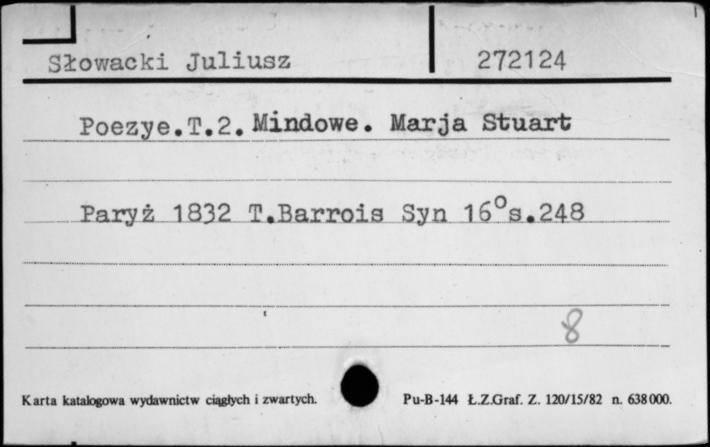 Słowacki Juliusz 272124
Poezye.T.2. Mindowe. Marja Stuart
Paryż 1832 T.Barrois Syn 16°s.248
8
Karta katalogowa wydawnictw ciągłych i zwartych. Pu-B-144 Ł.Z.Graf. Z. 120/15/82 n. 638000.